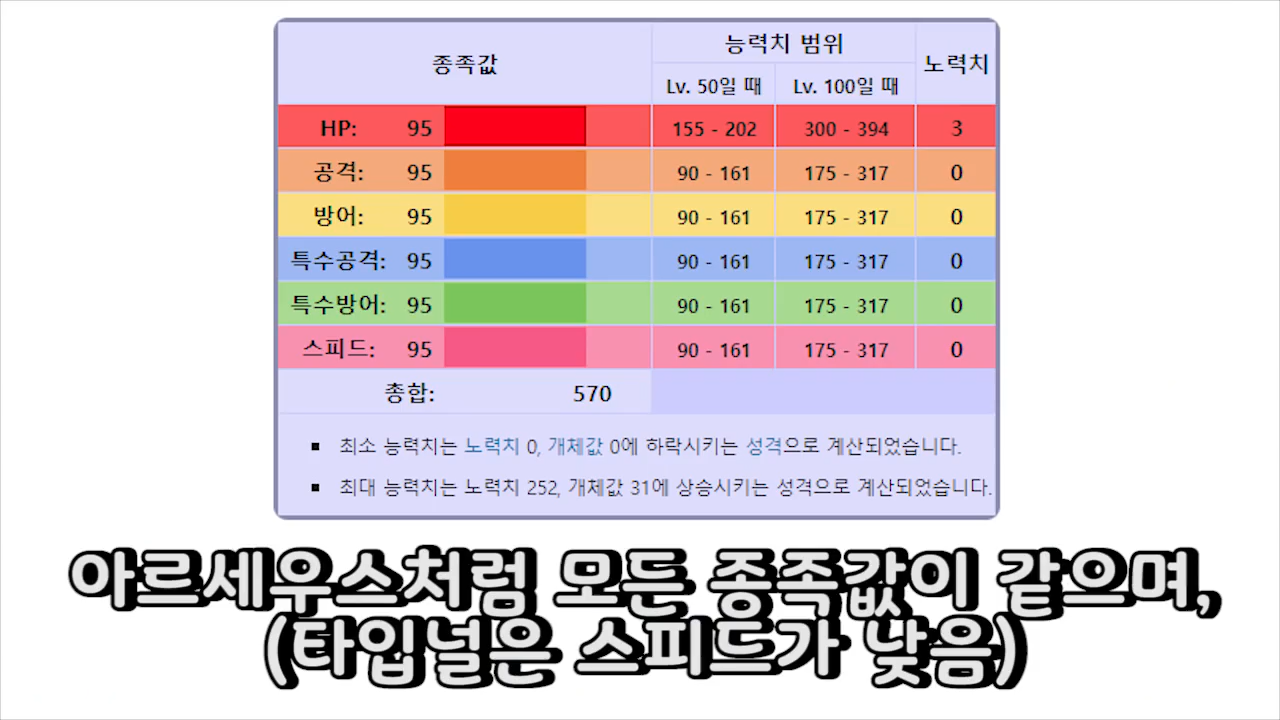 종족값 능력치 범위 노력치
Lv. 50일 때 Lv. 100일 때
HP: 95 155 - 202 300 - 394 3
공격: 95 90 - 161 175 - 317 0
방어: 95 90 - 161 175 - 317 0
특수공격: 95 90 - 161 175 - 317 0
특수방어: 95 90 - 161 175 - 317 0
스피드: 95 90 - 161 175 - 317 0
총합: 570
▪ 최소 능력치는 노력치 0, 개체값 0에 하락시키는 성격으로 계산되었습니다.
▪ 최대 능력치는 노력치 252, 개체값 31에 상승시키는 성격으로 계산되었습니다.
아르세우스처럼 모든 종족값이 같으며,
(타입널은 스피드가 낮음)